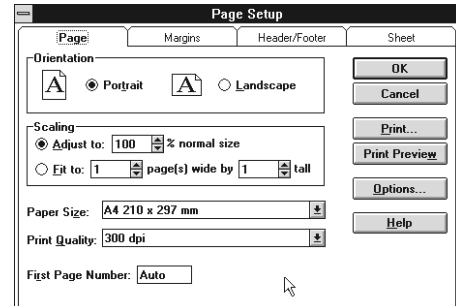 Page Setup
Page Margins Header/Footer Sheet
Orientation
A Portrait A Landscape
Scaling
Adjust to: 100 % normal size
Fit to: 1 page(s) wide by 1 tall
Paper Size: A4 210 x 297 mm
Print Quality: 300 dpi
First Page Number: Auto
OK
Cancel
Print...
Print Preview
Options...
Help